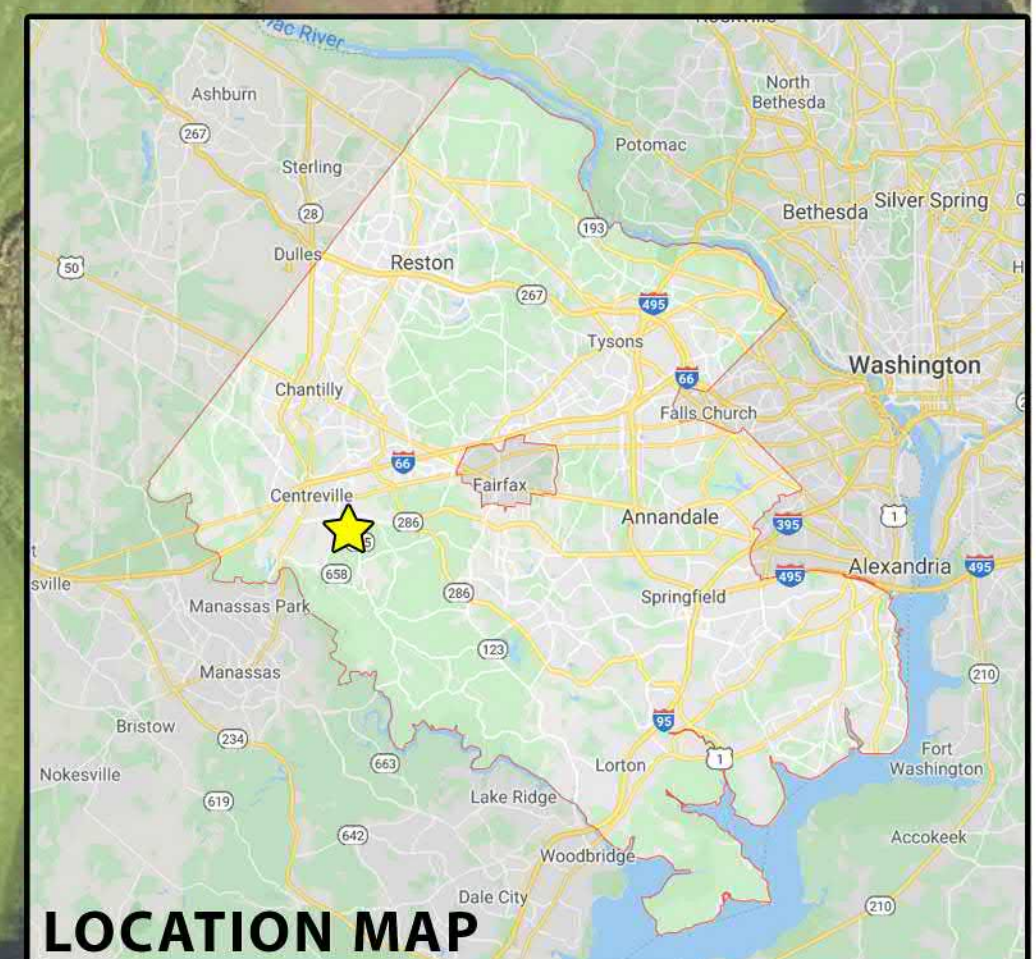 Ashburn
North
Bethesda
267
Potomac
Sterling
28
Bethesda
Silver Spring
193
Dulles
50
Reston
267
495
Tysons
Washington
66
Chantilly
Falls Church
66
Fairfax
Centreville
286
Annandale
395
1
658
Alexandria
495
495
sville
286
Springfield
Manassas Park
123
Manassas
210
95
Bristow
234
1
Fort
Washington
663
Lorton
Nokesville
619
Lake Ridge
642
Accokeek
Woodbridge
Dale City
210
LOCATION MAP